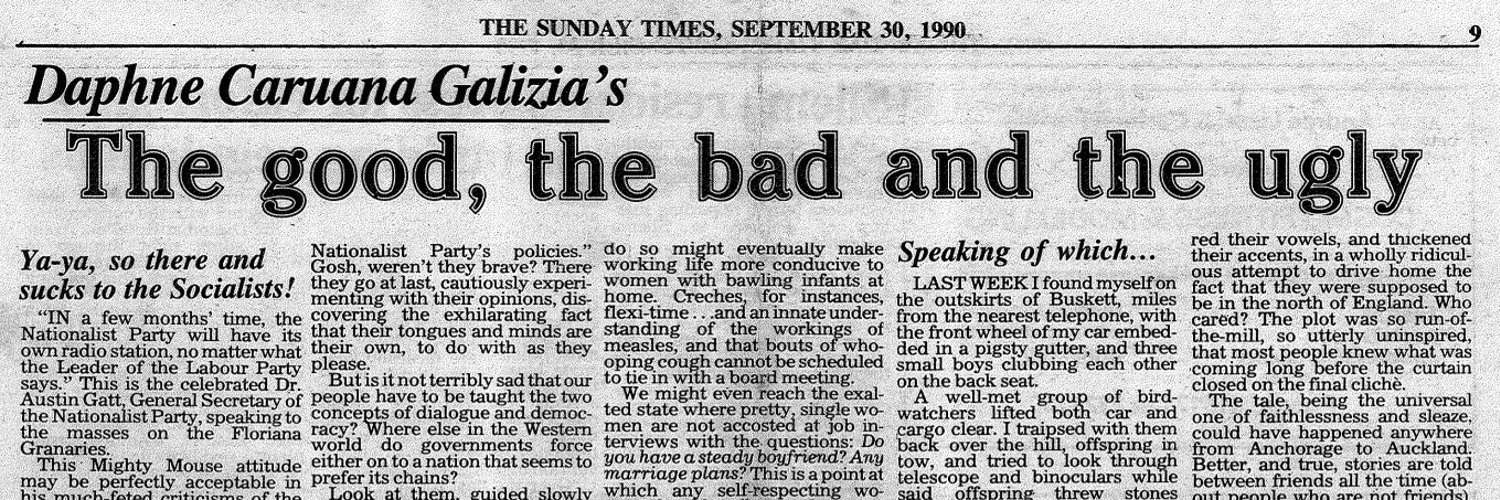 THE SUNDAY TIMES, SEPTEMBER 30, 1990
9
Daphne Caruana Galizia's
The good, the bad and the ugly
Ya-ya, so there and
sucks to the Socialists!
"IN a few months' time, the
Nationalist Party will have its
own radio station, no matter what
the Leader of the Labour Party
says." This is the celebrated Dr.
Austin Gatt, General Secretary of
the Nationalist Party, speaking to
the masses on the Floriana
Granaries.
This Mighty Mouse attitude
may be perfectly acceptable in
his much-feted criticisms of the
Nationalist Party's policies."
Gosh, weren't they brave? There
they go at last, cautiously experi-
menting with their opinions, dis-
covering the exhilarating fact
that their tongues and minds are
their own, to do with as they
please.
But is it not terribly sad that our
people have to be taught the two
concepts of dialogue and democ-
racy? Where else in the Western
world do governments force
either on to a nation that seems to
prefer its chains?
Look at them, guided slowly
do so might eventually make
working life more conducive to
women with bawling infants at
home. Creches, for instances,
flexi-time ...and an innate under-
standing of the workings of
measles, and that bouts of who-
oping cough cannot be scheduled
to tie in with a board meeting.
We might even reach the exal-
ted state where pretty, single wo-
men are not accosted at job in-
terviews with the questions: Do
you have a steady boyfriend? Any
marriage plans? This is a point at
which any self-respecting wo-
Speaking of which...
LAST WEEK I found myself on
the outskirts of Buskett, miles
from the nearest telephone, with
the front wheel of my car embed-
ded in a pigsty gutter, and three
small boys clubbing each other
on the back seat.
A well-met group of bird-
watchers lifted both car and
cargo clear. I traipsed with them
back over the hill, offspring in
tow, and tried to look through
telescope and binoculars while
said offspring threw stones
red their vowels, and thickened
their accents, in a wholly ridicul-
ous attempt to drive home the
fact that they were supposed to
be in the north of England. Who
cared? The plot was so run-of-
the-mill, so utterly uninspired,
that most people knew what was
coming long before the curtain
closed on the final clichè.
The tale, being the universal
one of faithlessness and sleaze,
could have happened anywhere
from Anchorage to Auckland.
Better, and true, stories are told
between friends all the time (ab-
out people who are not friends).